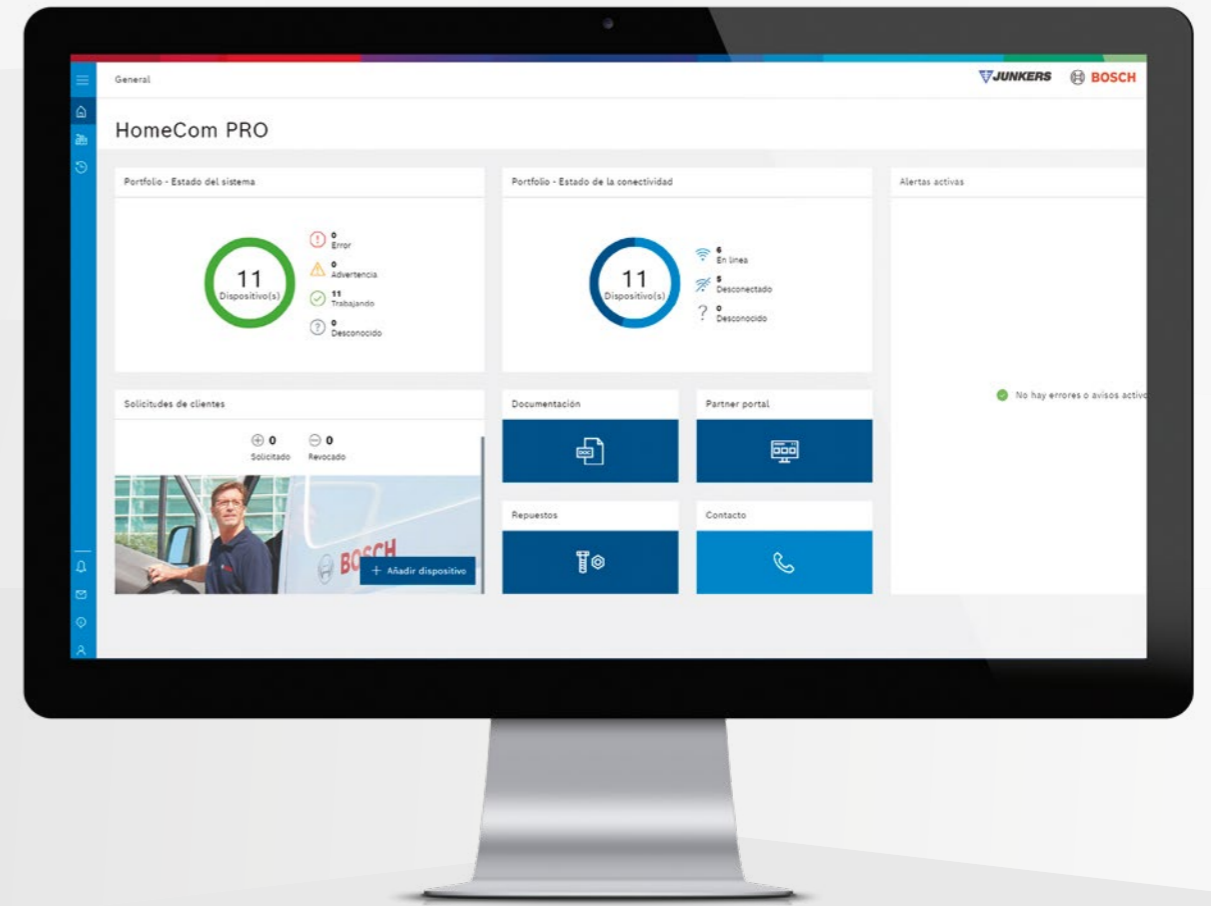 General
JUNKERS
BOSCH
HomeCom PRO
Portfolio - Estado del sistema
11
Dispositivo(s)
0
Error
0
Advertencia
11
Trabajando
0
Desconocido
Portfolio - Estado de la conectividad
11
Dispositivo(s)
6
En linea
5
Desconectado
0
Desconocido
Alertas activas
No hay errores o avisos activo
Solicitudes de clientes
0
Solicitado
0
Revocado
BOSCH
+ Añadir dispositivo
Documentación
DOC
Partner portal
Repuestos
Contacto